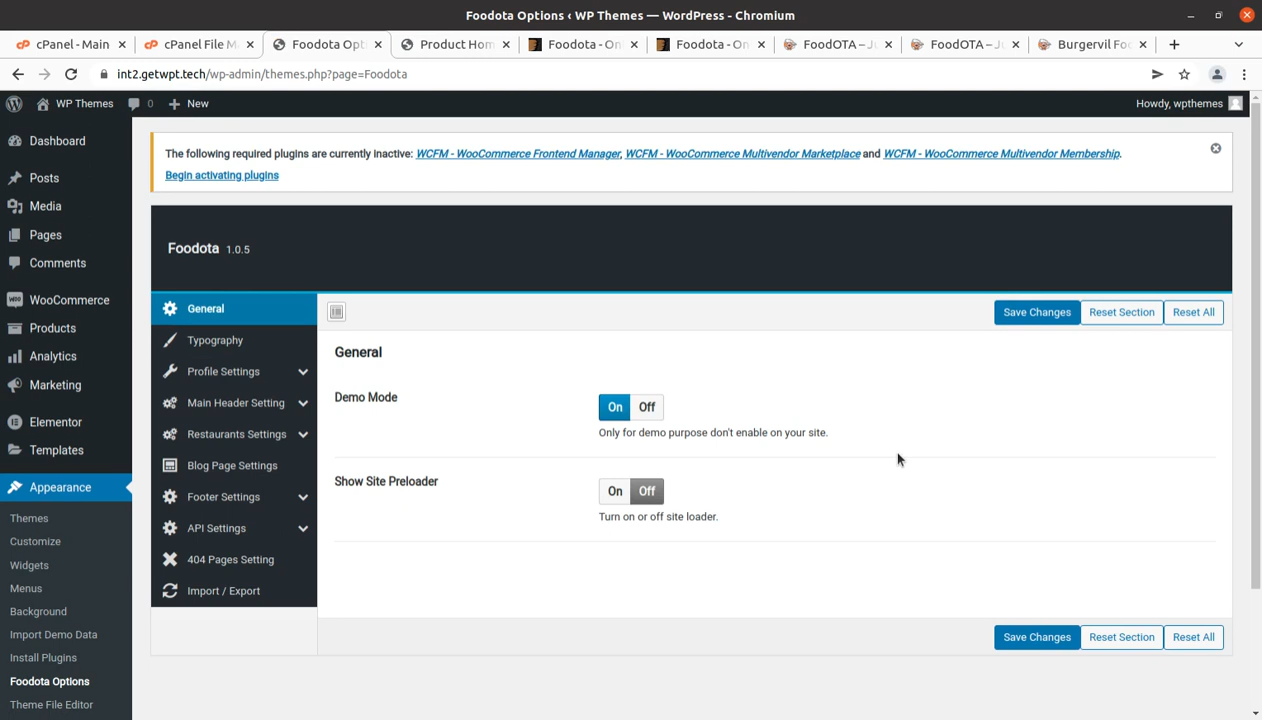 Foodota Options ‹ WP Themes — WordPress - Chromium
cPanel - Main
cPanel File M
Foodota Opt
Product Hom
Foodota - On
Foodota - On
FoodOTA – J
FoodOTA – J
Burgervil Fo
int2.getwpt.tech/wp-admin/themes.php?page=Foodota
WP Themes
0
New
Howdy, wpthemes
Dashboard
Posts
Media
Pages
Comments
WooCommerce
Products
Analytics
Marketing
Elementor
Templates
Appearance
Themes
Customize
Widgets
Menus
Background
Import Demo Data
Install Plugins
Foodota Options
Theme File Editor
The following required plugins are currently inactive: WCFM - WooCommerce Frontend Manager, WCFM - WooCommerce Multivendor Marketplace and WCFM - WooCommerce Multivendor Membership.
Begin activating plugins
Foodota 1.0.5
General
Typography
Profile Settings
Main Header Setting
Restaurants Settings
Blog Page Settings
Footer Settings
API Settings
404 Pages Setting
Import / Export
Save Changes Reset Section Reset All
General
Demo Mode
On Off
Only for demo purpose don't enable on your site.
Show Site Preloader
On Off
Turn on or off site loader.
Save Changes Reset Section Reset All